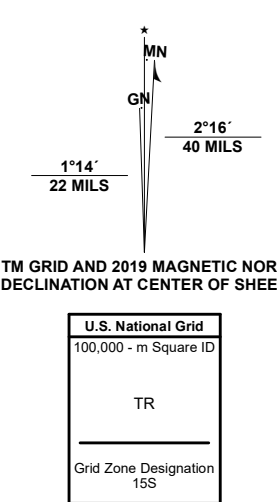 ★
MN
GN
2°16´
40 MILS
1°14´
22 MILS
TM GRID AND 2019 MAGNETIC NOR
DECLINATION AT CENTER OF SHEE
U.S. National Grid
100,000 - m Square ID
TR
Grid Zone Designation
15S